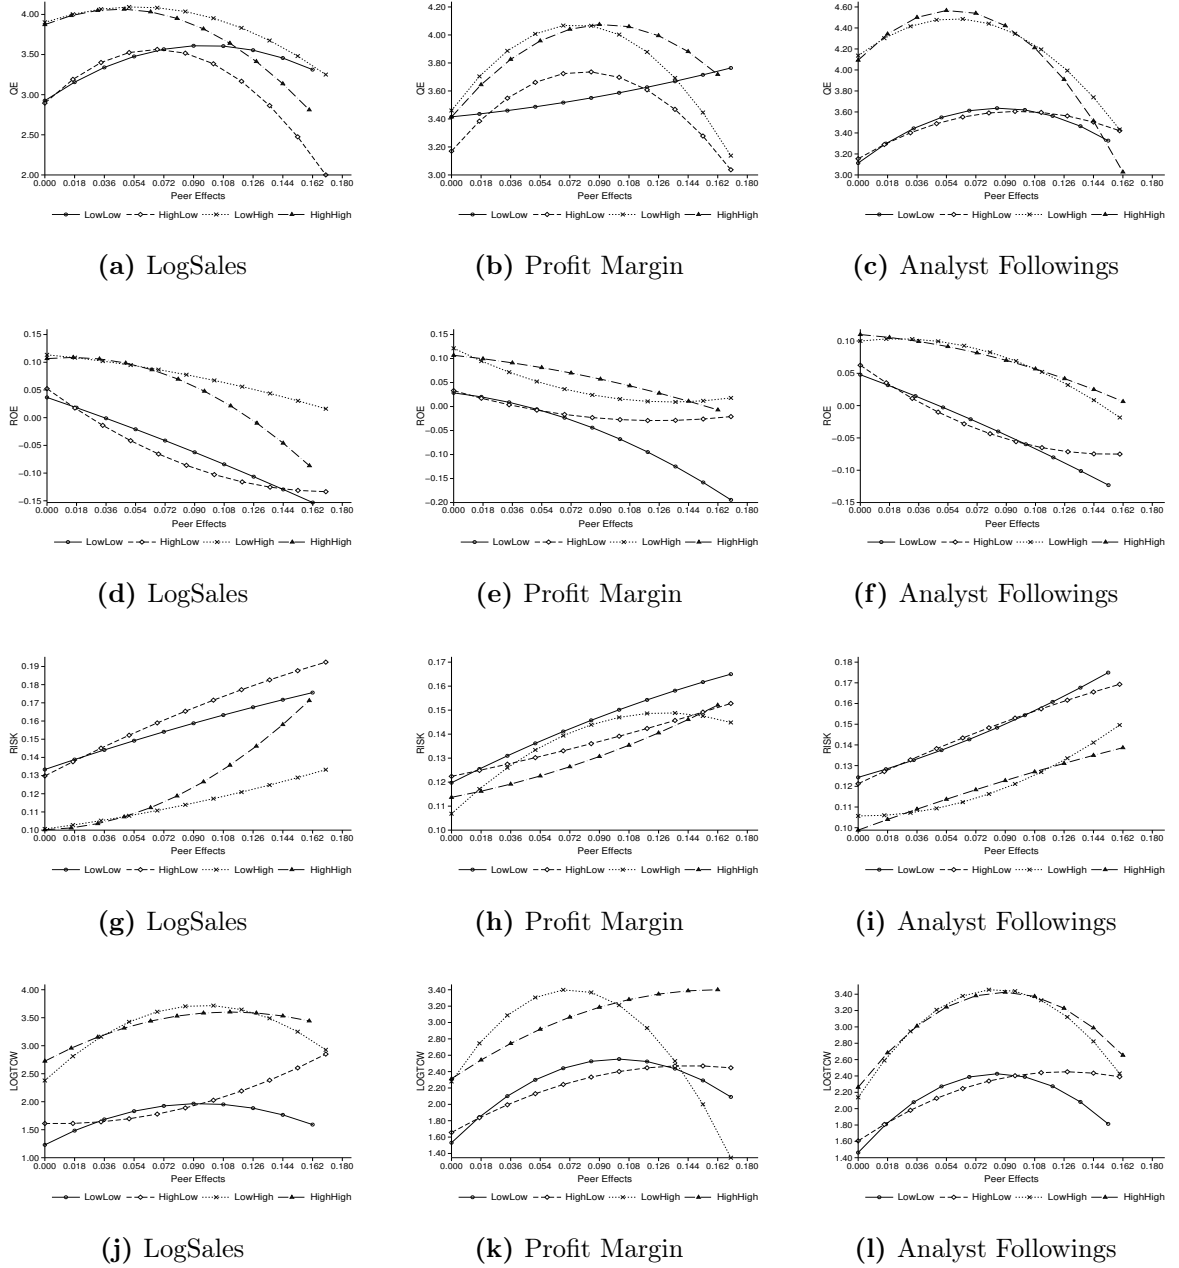 4.00
3.50
3.00
2.50
2.00
QE
0.000 0.018 0.036 0.054 0.072 0.090 0.108 0.126 0.144 0.162 0.180
Peer Effects
LowLow HighLow LowHigh HighHigh
(a) LogSales
4.20
4.00
3.80
3.60
3.40
3.20
3.00
QE
0.000 0.018 0.036 0.054 0.072 0.090 0.108 0.126 0.144 0.162 0.180
Peer Effects
LowLow HighLow LowHigh HighHigh
(b) Profit Margin
4.60
4.40
4.20
4.00
3.80
3.60
3.40
3.20
3.00
QE
0.000 0.018 0.036 0.054 0.072 0.090 0.108 0.126 0.144 0.162 0.180
Peer Effects
LowLow HighLow LowHigh HighHigh
(c) Analyst Followings
0.15
0.10
0.05
0.00
−0.05
−0.10
−0.15
ROE
0.000 0.018 0.036 0.054 0.072 0.090 0.108 0.126 0.144 0.162 0.180
Peer Effects
LowLow HighLow LowHigh HighHigh
(d) LogSales
0.15
0.10
0.05
0.00
−0.05
−0.10
−0.15
−0.20
ROE
0.000 0.018 0.036 0.054 0.072 0.090 0.108 0.126 0.144 0.162 0.180
Peer Effects
LowLow HighLow LowHigh HighHigh
(e) Profit Margin
0.10
0.05
0.00
−0.05
−0.10
−0.15
ROE
0.000 0.018 0.036 0.054 0.072 0.090 0.108 0.126 0.144 0.162 0.180
Peer Effects
LowLow HighLow LowHigh HighHigh
(f) Analyst Followings
0.19
0.18
0.17
0.16
0.15
0.14
0.13
0.12
0.11
0.10
RISK
0.000 0.018 0.036 0.054 0.072 0.090 0.108 0.126 0.144 0.162 0.180
Peer Effects
LowLow HighLow LowHigh HighHigh
(g) LogSales
0.17
0.16
0.15
0.14
0.13
0.12
0.11
0.10
RISK
0.000 0.018 0.036 0.054 0.072 0.090 0.108 0.126 0.144 0.162 0.180
Peer Effects
LowLow HighLow LowHigh HighHigh
(h) Profit Margin
0.18
0.17
0.16
0.15
0.14
0.13
0.12
0.11
0.10
RISK
0.000 0.018 0.036 0.054 0.072 0.090 0.108 0.126 0.144 0.162 0.180
Peer Effects
LowLow HighLow LowHigh HighHigh
(i) Analyst Followings
4.00
3.50
3.00
2.50
2.00
1.50
1.00
LOGTCW
0.000 0.018 0.036 0.054 0.072 0.090 0.108 0.126 0.144 0.162 0.180
Peer Effects
LowLow HighLow LowHigh HighHigh
(j) LogSales
3.40
3.20
3.00
2.80
2.60
2.40
2.20
2.00
1.80
1.60
1.40
LOGTCW
0.000 0.018 0.036 0.054 0.072 0.090 0.108 0.126 0.144 0.162 0.180
Peer Effects
LowLow HighLow LowHigh HighHigh
(k) Profit Margin
3.40
3.20
3.00
2.80
2.60
2.40
2.20
2.00
1.80
1.60
1.40
LOGTCW
0.000 0.018 0.036 0.054 0.072 0.090 0.108 0.126 0.144 0.162 0.180
Peer Effects
LowLow HighLow LowHigh HighHigh
(l) Analyst Followings